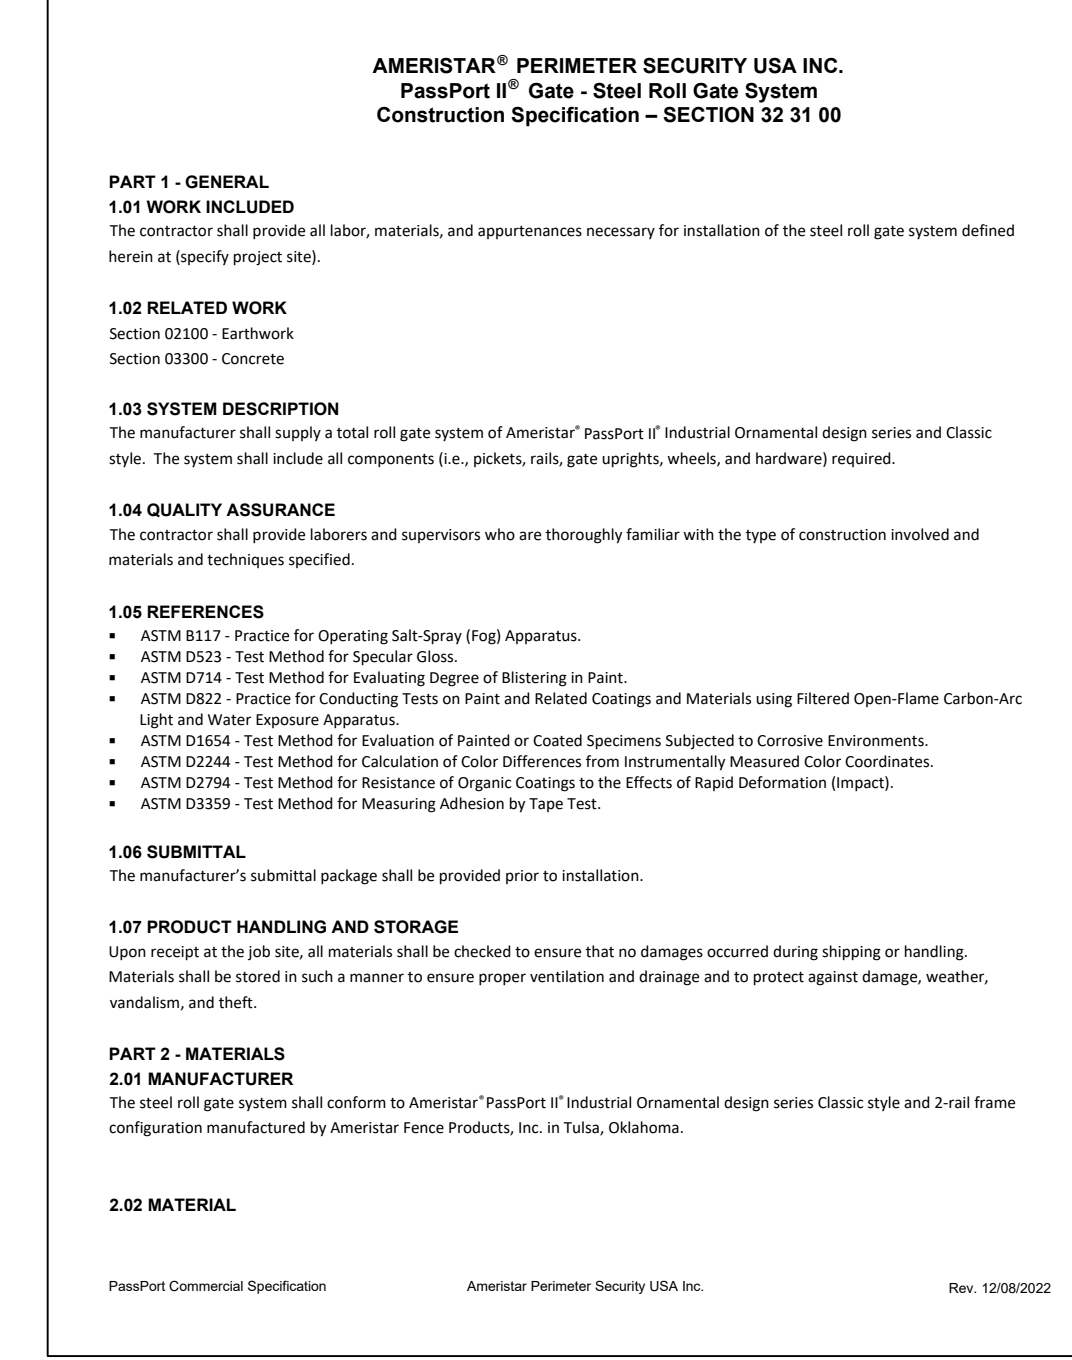 AMERISTAR® PERIMETER SECURITY USA INC.
PassPort II® Gate - Steel Roll Gate System
Construction Specification – SECTION 32 31 00
PART 1 - GENERAL
1.01 WORK INCLUDED
The contractor shall provide all labor, materials, and appurtenances necessary for installation of the steel roll gate system defined
herein at (specify project site).
1.02 RELATED WORK
Section 02100 - Earthwork
Section 03300 - Concrete
1.03 SYSTEM DESCRIPTION
The manufacturer shall supply a total roll gate system of Ameristar® PassPort II® Industrial Ornamental design series and Classic
style.  The system shall include all components (i.e., pickets, rails, gate uprights, wheels, and hardware) required.
1.04 QUALITY ASSURANCE
The contractor shall provide laborers and supervisors who are thoroughly familiar with the type of construction involved and
materials and techniques specified.
1.05 REFERENCES
▪ ASTM B117 - Practice for Operating Salt-Spray (Fog) Apparatus.
▪ ASTM D523 - Test Method for Specular Gloss.
▪ ASTM D714 - Test Method for Evaluating Degree of Blistering in Paint.
▪ ASTM D822 - Practice for Conducting Tests on Paint and Related Coatings and Materials using Filtered Open-Flame Carbon-Arc
Light and Water Exposure Apparatus.
▪ ASTM D1654 - Test Method for Evaluation of Painted or Coated Specimens Subjected to Corrosive Environments.
▪ ASTM D2244 - Test Method for Calculation of Color Differences from Instrumentally Measured Color Coordinates.
▪ ASTM D2794 - Test Method for Resistance of Organic Coatings to the Effects of Rapid Deformation (Impact).
▪ ASTM D3359 - Test Method for Measuring Adhesion by Tape Test.
1.06 SUBMITTAL
The manufacturer’s submittal package shall be provided prior to installation.
1.07 PRODUCT HANDLING AND STORAGE
Upon receipt at the job site, all materials shall be checked to ensure that no damages occurred during shipping or handling.
Materials shall be stored in such a manner to ensure proper ventilation and drainage and to protect against damage, weather,
vandalism, and theft.
PART 2 - MATERIALS
2.01 MANUFACTURER
The steel roll gate system shall conform to Ameristar® PassPort II® Industrial Ornamental design series Classic style and 2-rail frame
configuration manufactured by Ameristar Fence Products, Inc. in Tulsa, Oklahoma.
2.02 MATERIAL
PassPort Commercial Specification Ameristar Perimeter Security USA Inc. Rev. 12/08/2022